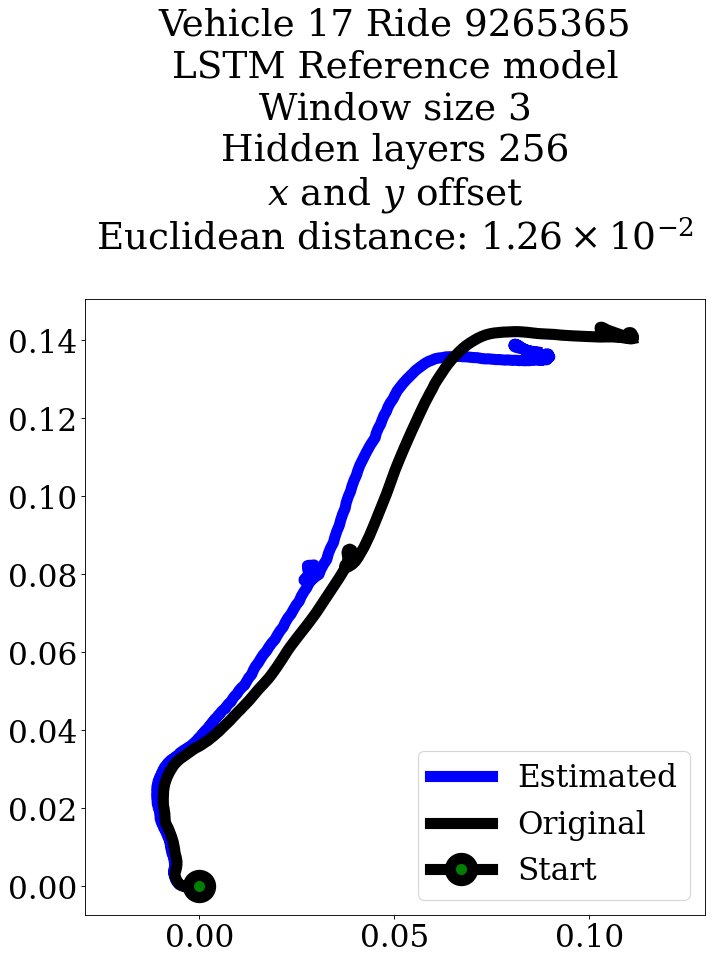 Vehicle 17 Ride 9265365
LSTM Reference model
Window size 3
Hidden layers 256
x and y offset
Euclidean distance: 1.26 × 10⁻²
0.14
0.12
0.10
0.08
0.06
0.04
0.02
0.00
Estimated
Original
Start
0.00 0.05 0.10